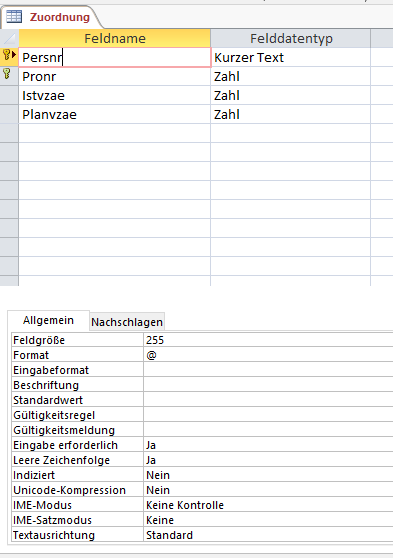 Zuordnung
Feldname Felddatentyp
Persnr Kurzer Text
Pronr Zahl
Istvzae Zahl
Planvzae Zahl
Allgemein Nachschlagen
Feldgröße 255
Format @
Eingabeformat
Beschriftung
Standardwert
Gültigkeitsregel
Gültigkeitsmeldung
Eingabe erforderlich Ja
Leere Zeichenfolge Ja
Indiziert Nein
Unicode-Kompression Nein
IME-Modus Keine Kontrolle
IME-Satzmodus Keine
Textausrichtung Standard